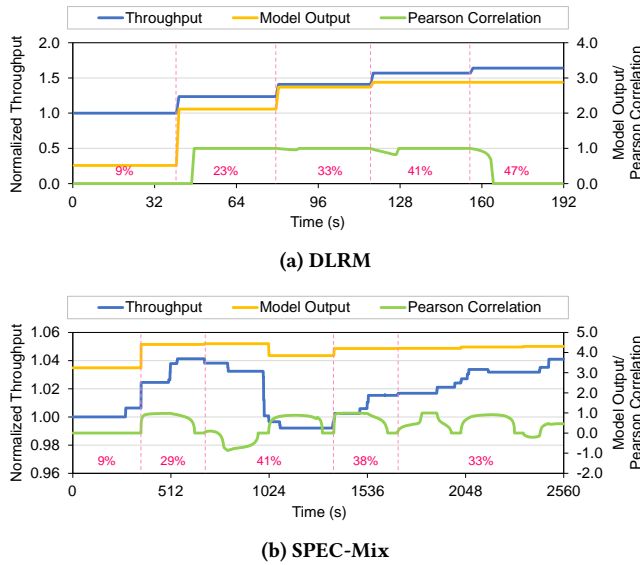 Throughput Model Output Pearson Correlation
Normalized Throughput
2.0
1.5
1.0
0.5
0.0
4.0
3.0
2.0
1.0
0.0
Model Output/
Pearson Correlation
9% 23% 33% 41% 47%
0 32 64 96 128 160 192
Time (s)
(a) DLRM
Throughput Model Output Pearson Correlation
Normalized Throughput
1.06
1.04
1.02
1.00
0.98
0.96
5.0
4.0
3.0
2.0
1.0
0.0
-1.0
-2.0
Model Output/
Pearson Correlation
9% 29% 41% 38% 33%
0 512 1024 1536 2048 2560
Time (s)
(b) SPEC-Mix